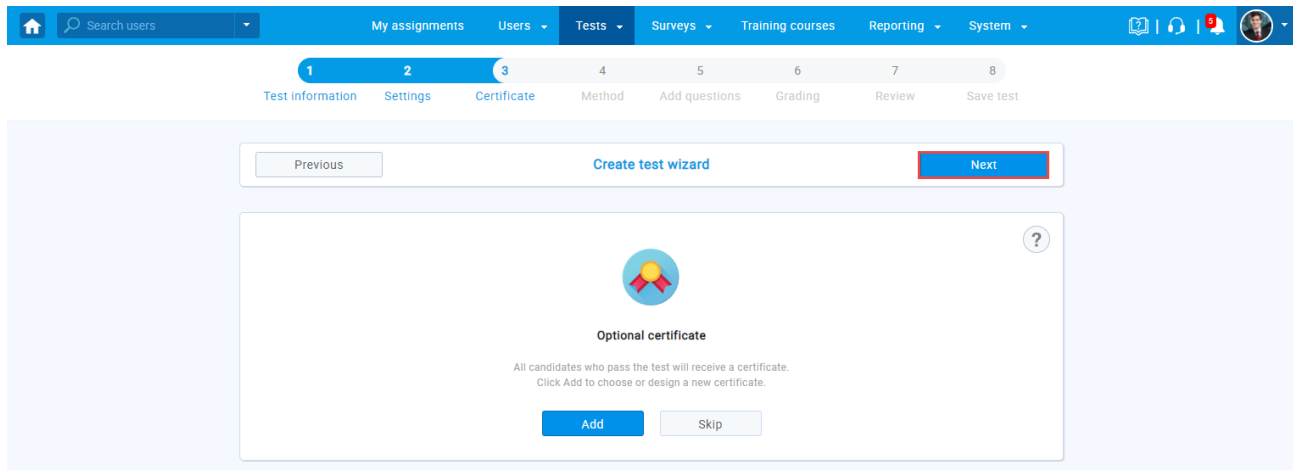 Search users
My assignments Users Tests Surveys Training courses Reporting System
5
1 2 3 4 5 6 7 8
Test information Settings Certificate Method Add questions Grading Review Save test
Previous Create test wizard Next
?
Optional certificate
All candidates who pass the test will receive a certificate.
Click Add to choose or design a new certificate.
Add Skip